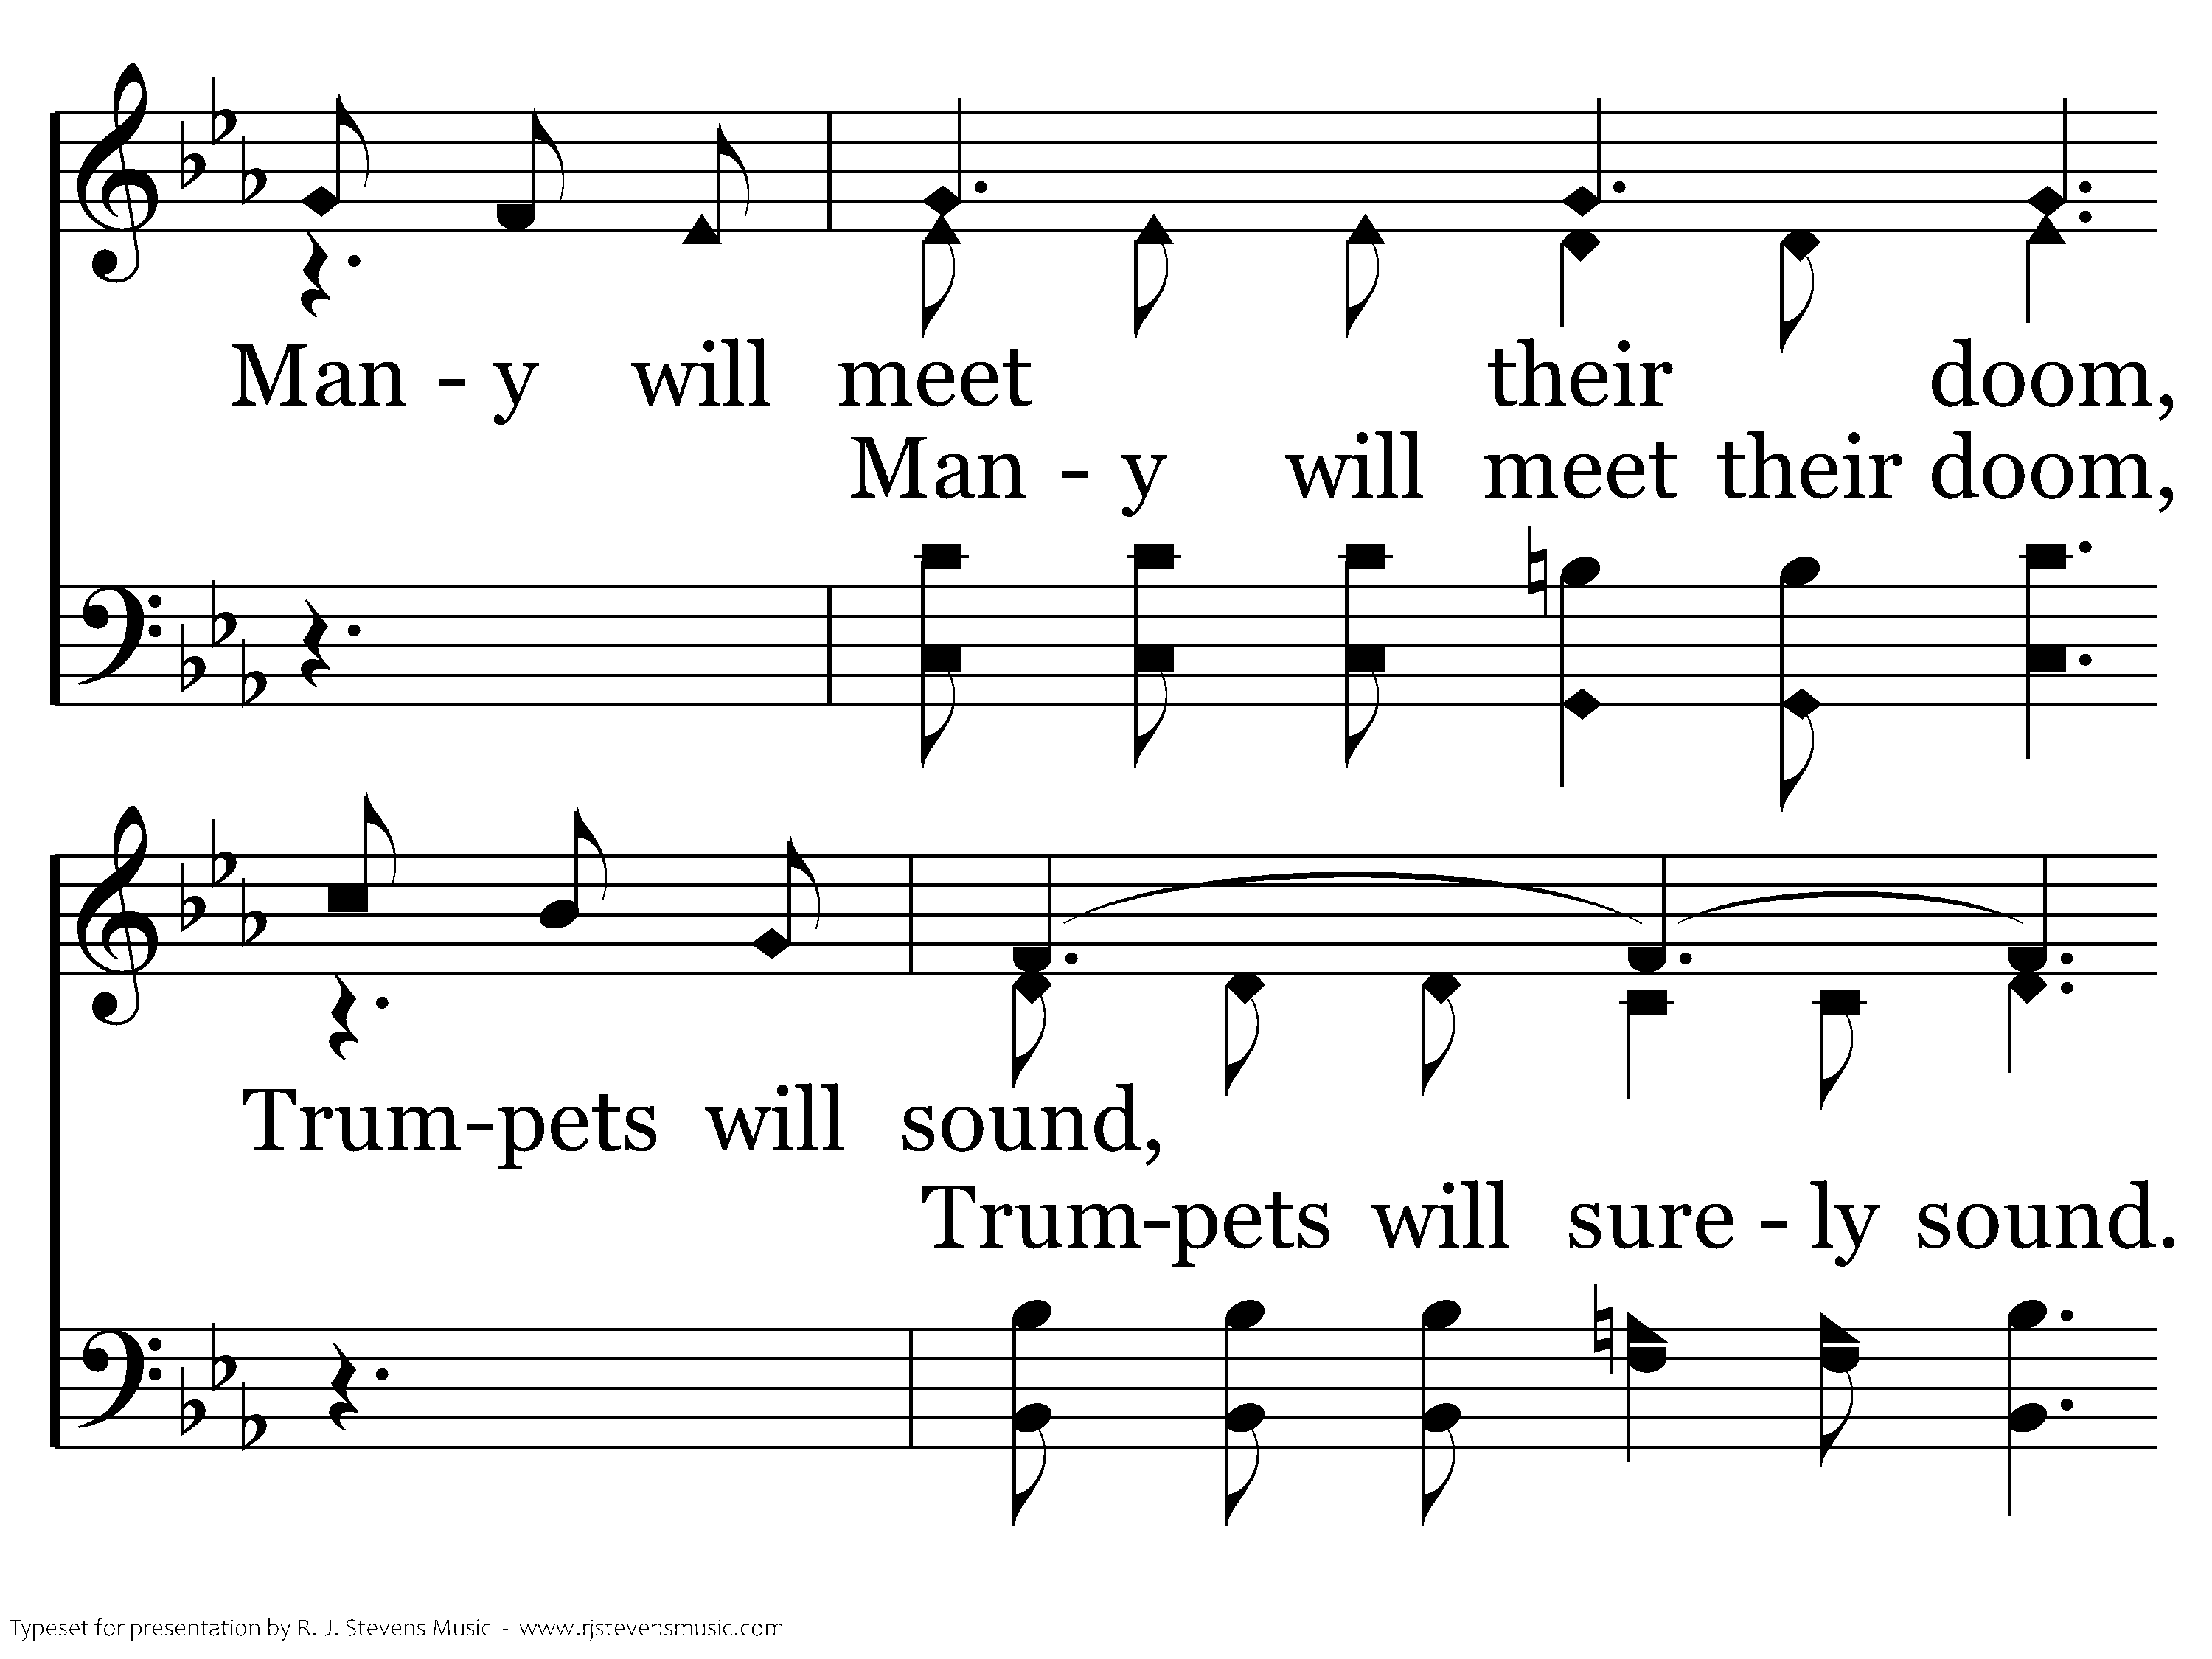 Man - y will meet their doom,
Man - y will meet their doom,
Trum-pets will sound,
Trum-pets will sure - ly sound.
Typeset for presentation by R. J. Stevens Music - www.rjstevensmusic.com